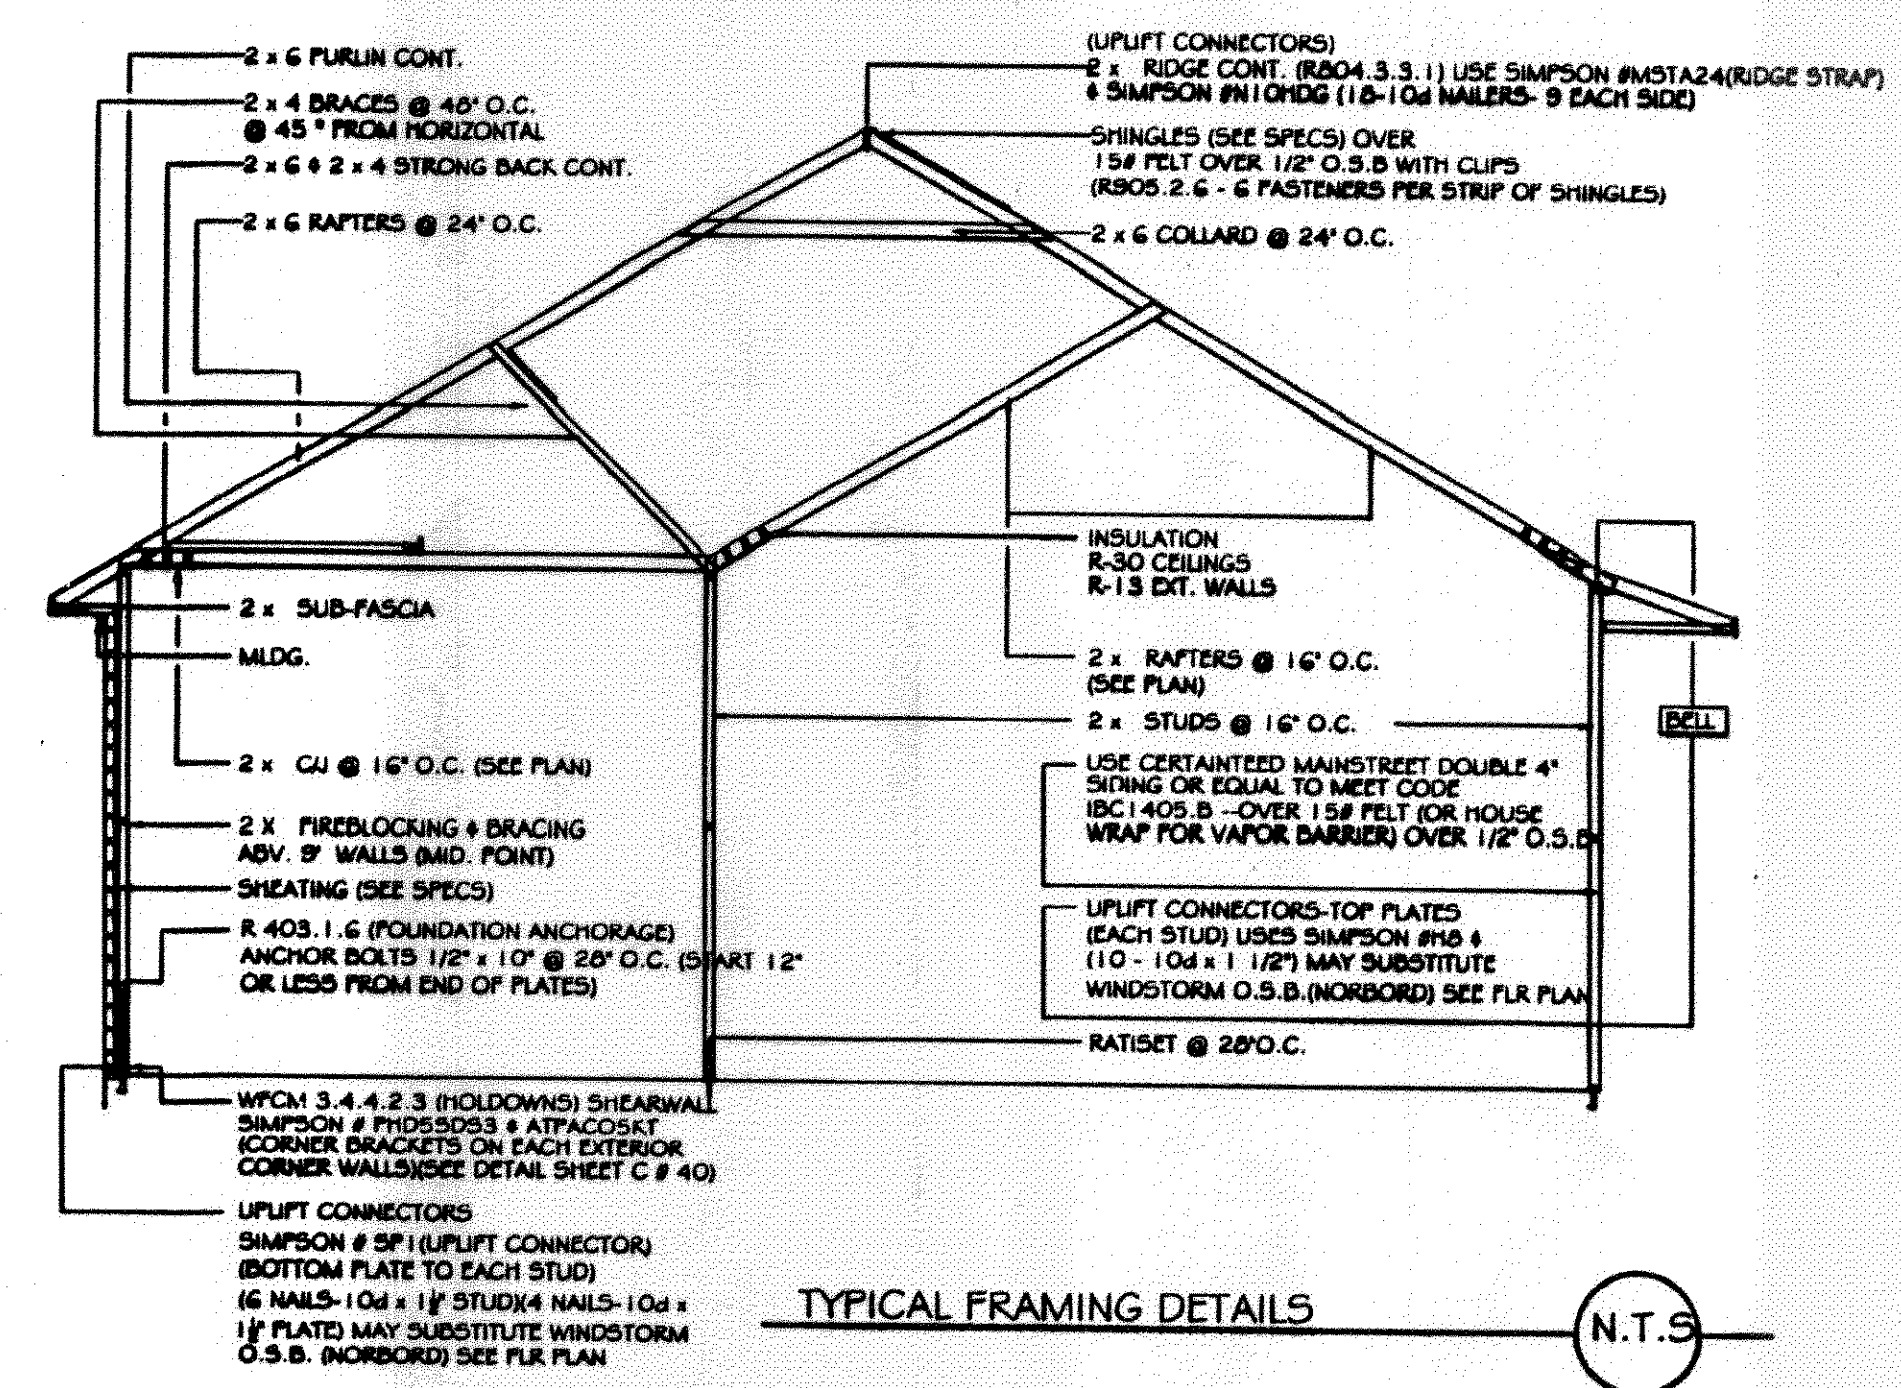 2 x 6 PURLIN CONT.
2 x 4 BRACES @ 48" O.C.
@ 45 ° FROM HORIZONTAL
2 x 6 & 2 x 4 STRONG BACK CONT.
2 x 6 RAFTERS @ 24" O.C.
(UPLIFT CONNECTORS)
2 x RIDGE CONT. (R804.3.3.1) USE SIMPSON #MSTA24(RIDGE STRAP)
& SIMPSON #N10HDG (18-10d NAILERS- 9 EACH SIDE)
SHINGLES (SEE SPECS) OVER
15# FELT OVER 1/2" O.S.B WITH CLIPS
(R905.2.6 - 6 FASTENERS PER STRIP OF SHINGLES)
2 x 6 COLLARD @ 24" O.C.
2 x SUB-FASCIA
MLDG.
2 x CJ @ 16" O.C. (SEE PLAN)
2 X FIREBLOCKING & BRACING
ABV. 9' WALLS (MID. POINT)
SHEATING (SEE SPECS)
R 403.1.6 (FOUNDATION ANCHORAGE)
ANCHOR BOLTS 1/2" x 10" @ 28" O.C. (START 12"
OR LESS FROM END OF PLATES)
WFCM 3.4.4.2.3 (HOLDOWNS) SHEARWALL
SIMPSON # PHD5SDS3 & ATPACOSKT
(CORNER BRACKETS ON EACH EXTERIOR
CORNER WALLS)(SEE DETAIL SHEET C # 40)
UPLIFT CONNECTORS
SIMPSON # SP1(UPLIFT CONNECTOR)
(BOTTOM PLATE TO EACH STUD)
(6 NAILS-10d x 1½" STUD)(4 NAILS-10d x
1½" PLATE) MAY SUBSTITUTE WINDSTORM
O.S.B. (NORBORD) SEE FLR PLAN
INSULATION
R-30 CEILINGS
R-13 EXT. WALLS
2 x RAFTERS @ 16" O.C.
(SEE PLAN)
2 x STUDS @ 16" O.C.
BELL
USE CERTAINTEED MAINSTREET DOUBLE 4"
SIDING OR EQUAL TO MEET CODE
IBC1405.B --OVER 15# FELT (OR HOUSE
WRAP FOR VAPOR BARRIER) OVER 1/2" O.S.B
UPLIFT CONNECTORS-TOP PLATES
(EACH STUD) USES SIMPSON #H8 &
(10 - 10d x 1 1/2") MAY SUBSTITUTE
WINDSTORM O.S.B.(NORBORD) SEE FLR PLAN
RATISET @ 28"O.C.
TYPICAL FRAMING DETAILS
N.T.S